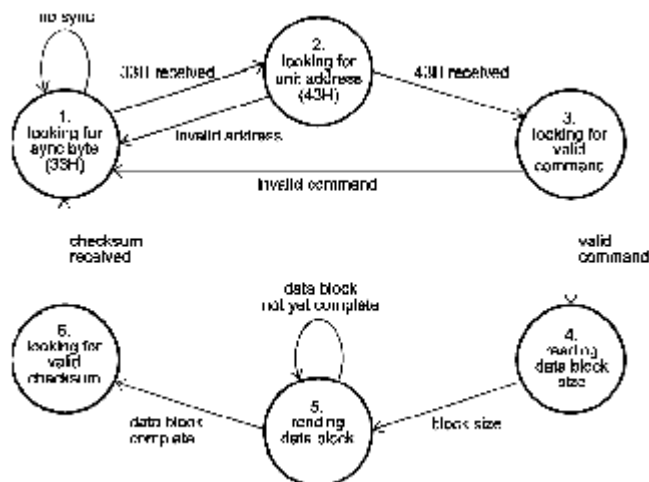 no sync
1.
looking for
sync byte
(33H)
33H received
2.
looking for
unit address
(43H)
43H received
3.
looking for
valid
command
invalid address
invalid command
checksum
received
valid
command
data block
not yet complete
6.
looking for
valid
checksum
4.
reading
data block
size
data block
complete
5.
reading
data block
block size